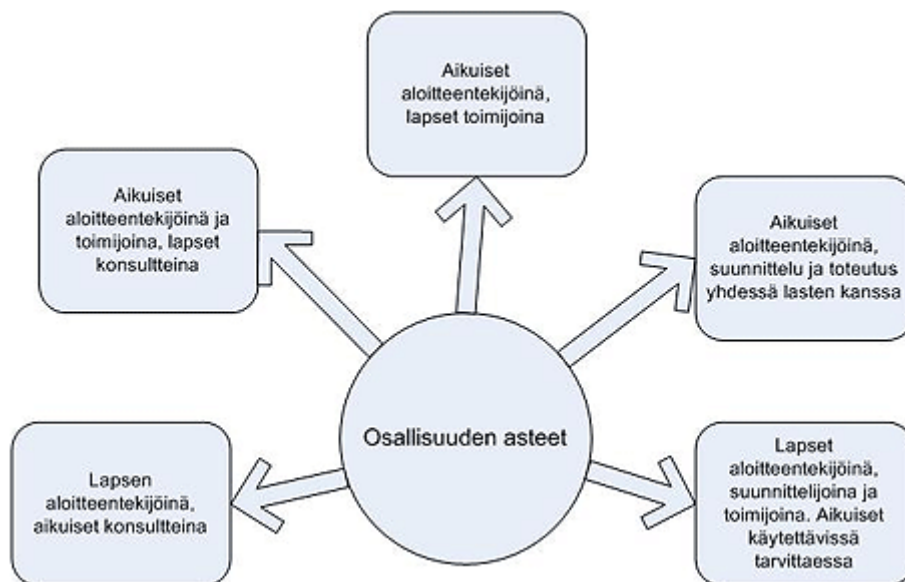 Aikuiset
aloitteentekijöinä,
lapset toimijoina
Aikuiset
aloitteentekijöinä ja
toimijoina, lapset
konsultteina
Aikuiset
aloitteentekijöinä,
suunnittelu ja toteutus
yhdessä lasten kanssa
Osallisuuden asteet
Lapsen
aloitteentekijöinä,
aikuiset konsultteina
Lapset
aloitteentekijöinä,
suunnittelijoina ja
toimijoina. Aikuiset
käytettävissä
tarvittaessa